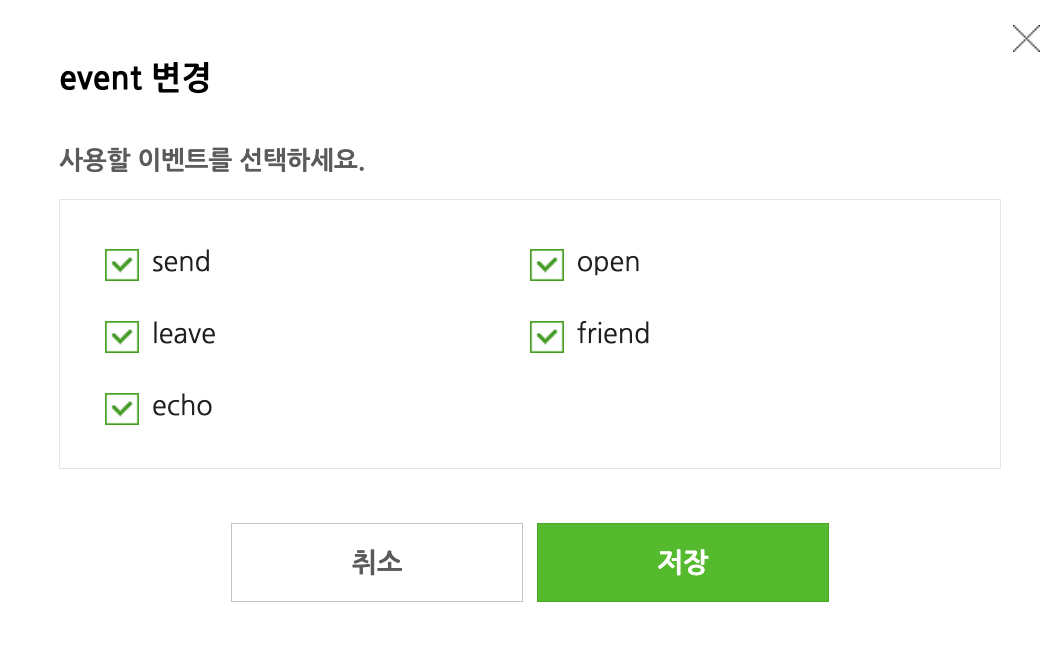 event 변경
사용할 이벤트를 선택하세요.
send
open
leave
friend
echo
취소
저장